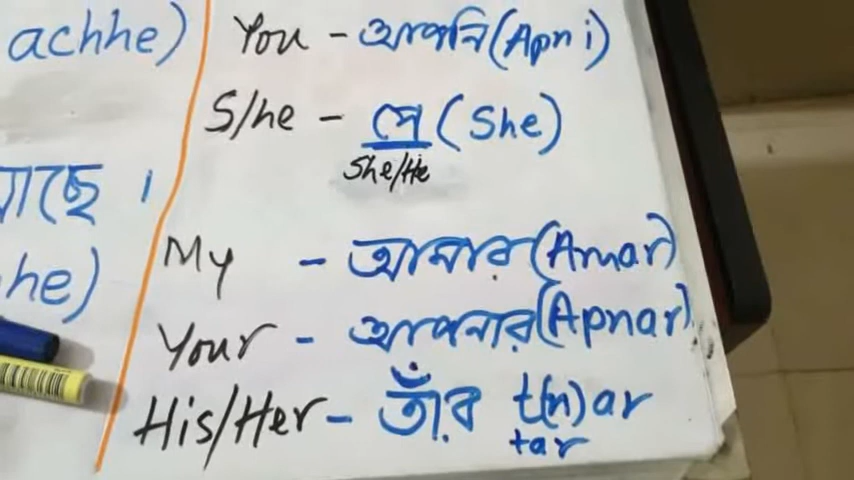 achhe)
You - আপনি (Apni)
S/he - সে (She)
She/He
াছে ।
he)
My - আমার (Amar)
Your - আপনার (Apnar)
His/Her - তাঁর t(n)ar
tar